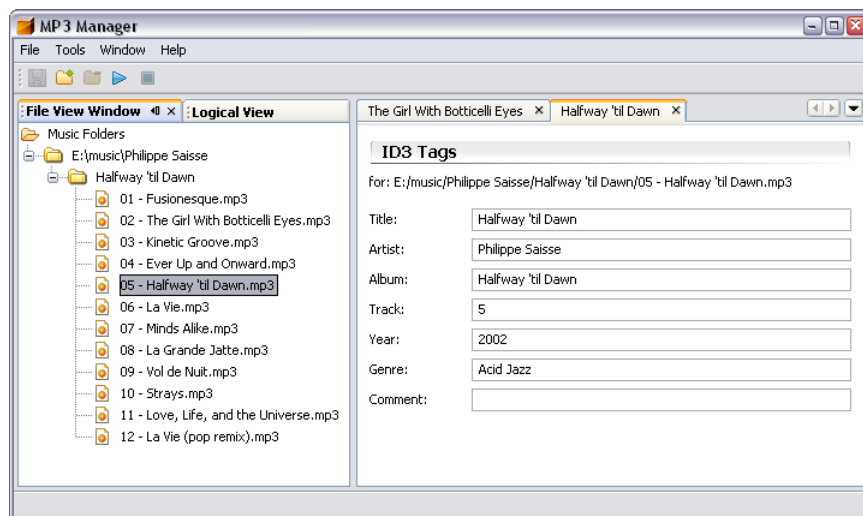 MP3 Manager
File Tools Window Help
File View Window Logical View
Music Folders
E:\music\Philippe Saisse
Halfway 'til Dawn
01 - Fusionesque.mp3
02 - The Girl With Botticelli Eyes.mp3
03 - Kinetic Groove.mp3
04 - Ever Up and Onward.mp3
05 - Halfway 'til Dawn.mp3
06 - La Vie.mp3
07 - Minds Alike.mp3
08 - La Grande Jatte.mp3
09 - Vol de Nuit.mp3
10 - Strays.mp3
11 - Love, Life, and the Universe.mp3
12 - La Vie (pop remix).mp3
The Girl With Botticelli Eyes Halfway 'til Dawn
ID3 Tags
for: E:/music/Philippe Saisse/Halfway 'til Dawn/05 - Halfway 'til Dawn.mp3
Title: Halfway 'til Dawn
Artist: Philippe Saisse
Album: Halfway 'til Dawn
Track: 5
Year: 2002
Genre: Acid Jazz
Comment: